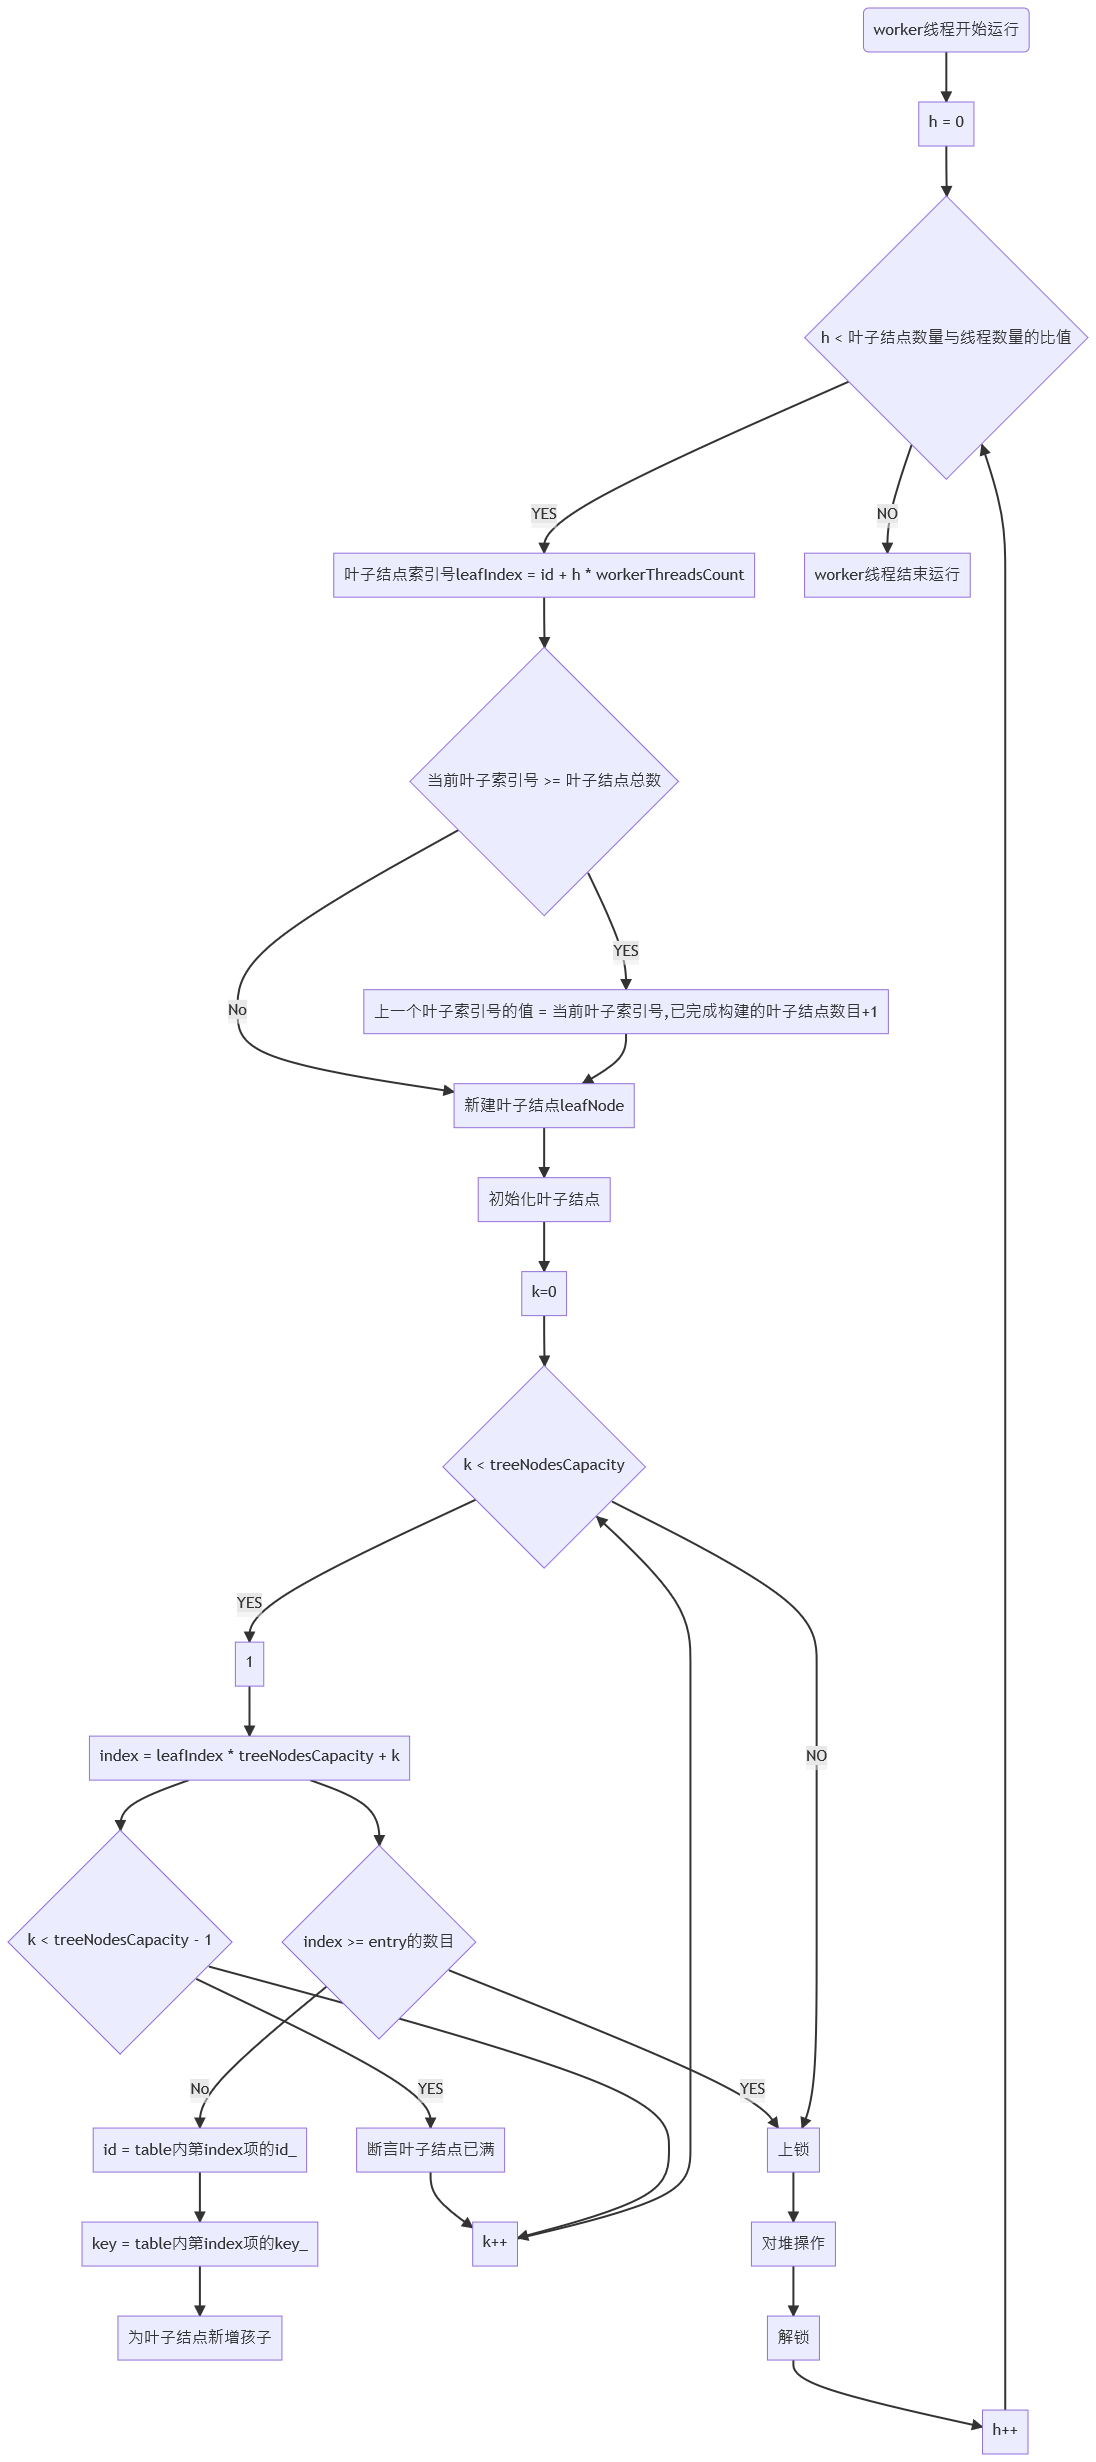 worker线程开始运行
h = 0
h < 叶子结点数量与线程数量的比值
YES
NO
叶子结点索引号leafIndex = id + h * workerThreadsCount
worker线程结束运行
当前叶子索引号 >= 叶子结点总数
YES
No
上一个叶子索引号的值 = 当前叶子索引号,已完成构建的叶子结点数目+1
新建叶子结点leafNode
初始化叶子结点
k=0
k < treeNodesCapacity
YES
1
index = leafIndex * treeNodesCapacity + k
NO
k < treeNodesCapacity - 1
index >= entry的数目
No
YES
YES
id = table内第index项的id_
断言叶子结点已满
上锁
key = table内第index项的key_
k++
对堆操作
为叶子结点新增孩子
解锁
h++